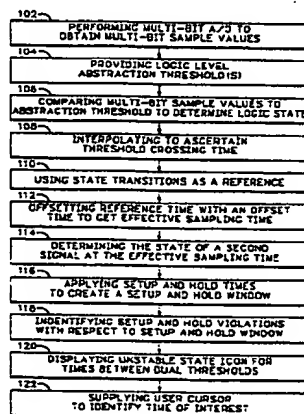 102
PERFORMING MULTI-BIT A/D TO
OBTAIN MULTI-BIT SAMPLE VALUES
104
PROVIDING LOGIC LEVEL
ABSTRACTION THRESHOLD(S)
106
COMPARING MULTI-BIT SAMPLE VALUES TO
ABSTRACTION THRESHOLD TO DETERMINE LOGIC STATE
108
INTERPOLATING TO ASCERTAIN
THRESHOLD CROSSING TIME
110
USING STATE TRANSITIONS AS A REFERENCE
112
OFFSETTING REFERENCE TIME WITH AN OFFSET
TIME TO GET EFFECTIVE SAMPLING TIME
114
DETERMINING THE STATE OF A SECOND
SIGNAL AT THE EFFECTIVE SAMPLING TIME
116
APPLYING SETUP AND HOLD TIMES
TO CREATE A SETUP AND HOLD WINDOW
118
INDENTIFYING SETUP AND HOLD VIOLATIONS
WITH RESPECT TO SETUP AND HOLD WINDOW
120
DISPLAYING UNSTABLE STATE ICON FOR
TIMES BETWEEN DUAL THRESHOLDS
122
SUPPLYING USER CURSOR
TO IDENTIFY TIME OF INTEREST